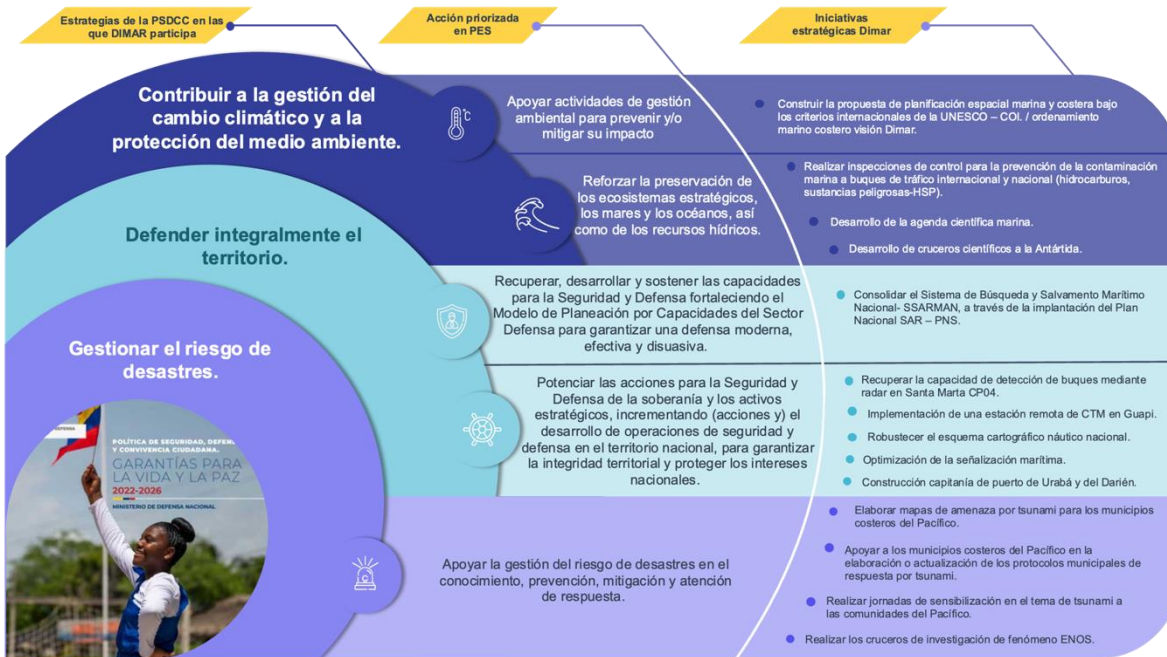 Estrategias de la PSDCC en las
que DIMAR participa
Acción priorizada
en PES
Iniciativas
estratégicas Dimar
Contribuir a la gestión del
cambio climático y a la
protección del medio ambiente.
°C
Apoyar actividades de gestión
ambiental para prevenir y/o
mitigar su impacto
Construir la propuesta de planificación espacial marina y costera bajo
los criterios internacionales de la UNESCO – COI. / ordenamiento
marino costero visión Dimar.
Reforzar la preservación de
los ecosistemas estratégicos,
los mares y los océanos, así
como de los recursos hídricos.
Realizar inspecciones de control para la prevención de la contaminación
marina a buques de tráfico internacional y nacional (hidrocarburos,
sustancias peligrosas-HSP).
Desarrollo de la agenda científica marina.
Desarrollo de cruceros científicos a la Antártida.
Defender integralmente el
territorio.
Recuperar, desarrollar y sostener las capacidades
para la Seguridad y Defensa fortaleciendo el
Modelo de Planeación por Capacidades del Sector
Defensa para garantizar una defensa moderna,
efectiva y disuasiva.
Consolidar el Sistema de Búsqueda y Salvamento Marítimo
Nacional- SSARMAN, a través de la implantación del Plan
Nacional SAR – PNS.
Potenciar las acciones para la Seguridad y
Defensa de la soberanía y los activos
estratégicos, incrementando (acciones y) el
desarrollo de operaciones de seguridad y
defensa en el territorio nacional, para garantizar
la integridad territorial y proteger los intereses
nacionales.
Recuperar la capacidad de detección de buques mediante
radar en Santa Marta CP04.
Implementación de una estación remota de CTM en Guapi.
Robustecer el esquema cartográfico náutico nacional.
Optimización de la señalización marítima.
Construcción capitanía de puerto de Urabá y del Darién.
Gestionar el riesgo de
desastres.
DEFENSA
POLÍTICA DE SEGURIDAD, DEFENS
Y CONVIVENCIA CIUDADANA.
GARANTÍAS PARA
LA VIDA Y LA PAZ
2022-2026
MINISTERIO DE DEFENSA NACIONAL
Apoyar la gestión del riesgo de desastres en el
conocimiento, prevención, mitigación y atención
de respuesta.
Elaborar mapas de amenaza por tsunami para los municipios
costeros del Pacífico.
Apoyar a los municipios costeros del Pacífico en la
elaboración o actualización de los protocolos municipales de
respuesta por tsunami.
Realizar jornadas de sensibilización en el tema de tsunami a
las comunidades del Pacífico.
Realizar los cruceros de investigación de fenómeno ENOS.